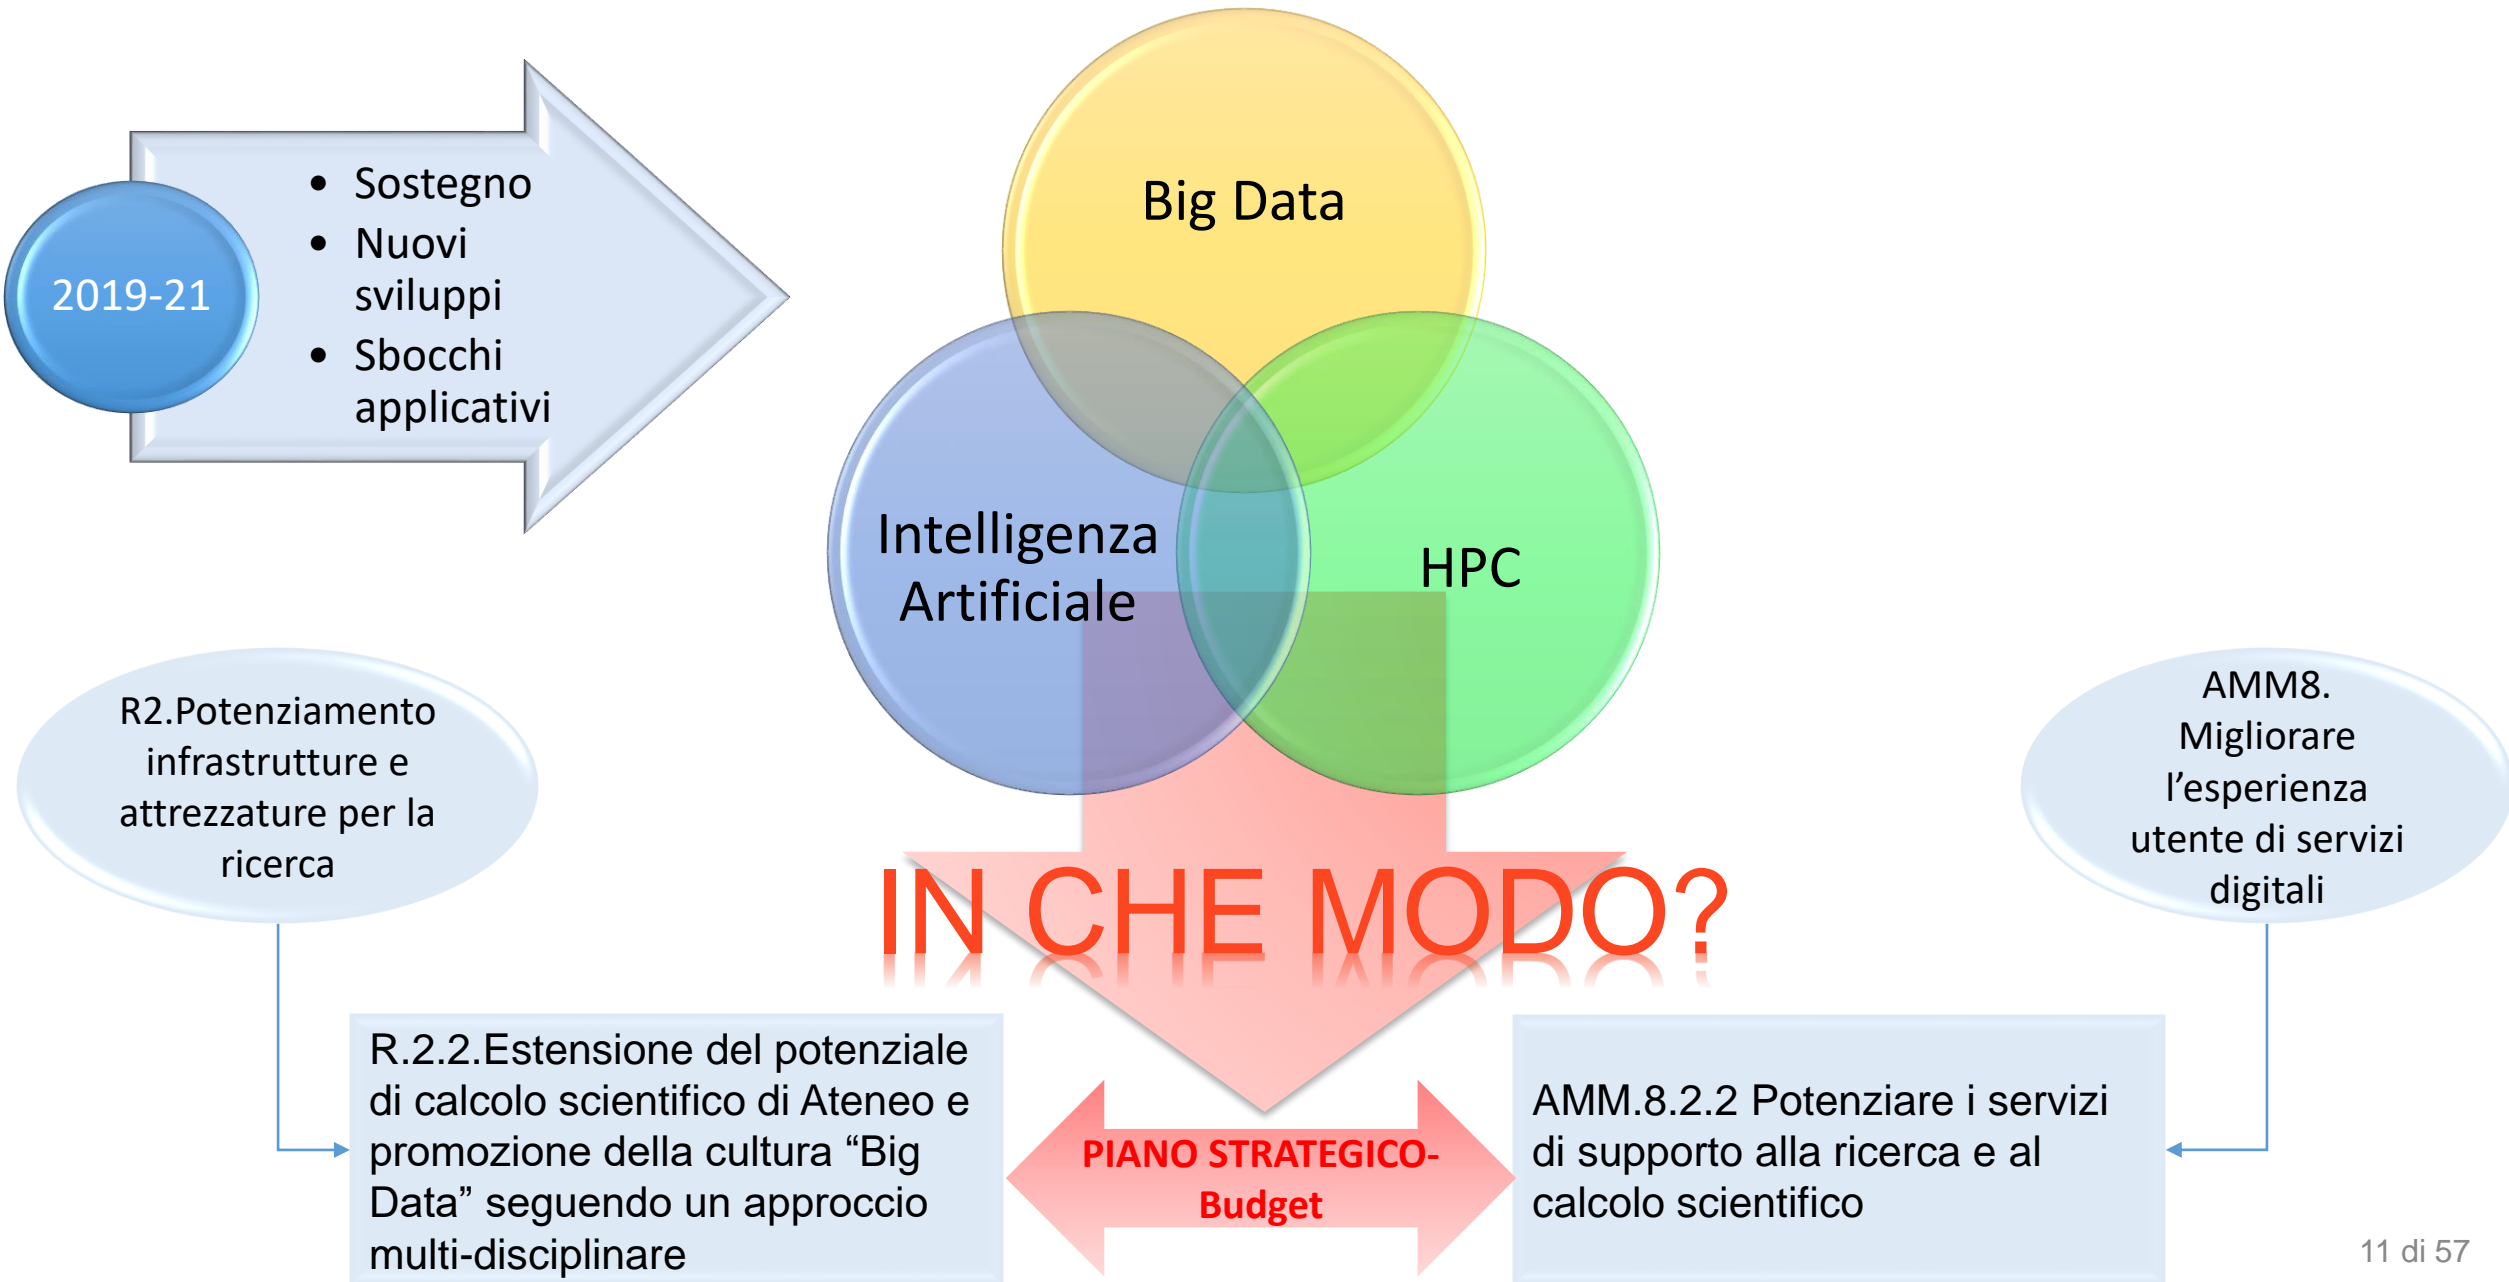 2019-21
• Sostegno
• Nuovi
sviluppi
• Sbocchi
applicativi
Big Data
Intelligenza
Artificiale
HPC
R2.Potenziamento
infrastrutture e
attrezzature per la
ricerca
AMM8.
Migliorare
l’esperienza
utente di servizi
digitali
IN CHE MODO?
R.2.2.Estensione del potenziale
di calcolo scientifico di Ateneo e
promozione della cultura “Big
Data” seguendo un approccio
multi-disciplinare
PIANO STRATEGICO-
Budget
AMM.8.2.2 Potenziare i servizi
di supporto alla ricerca e al
calcolo scientifico
11 di 57